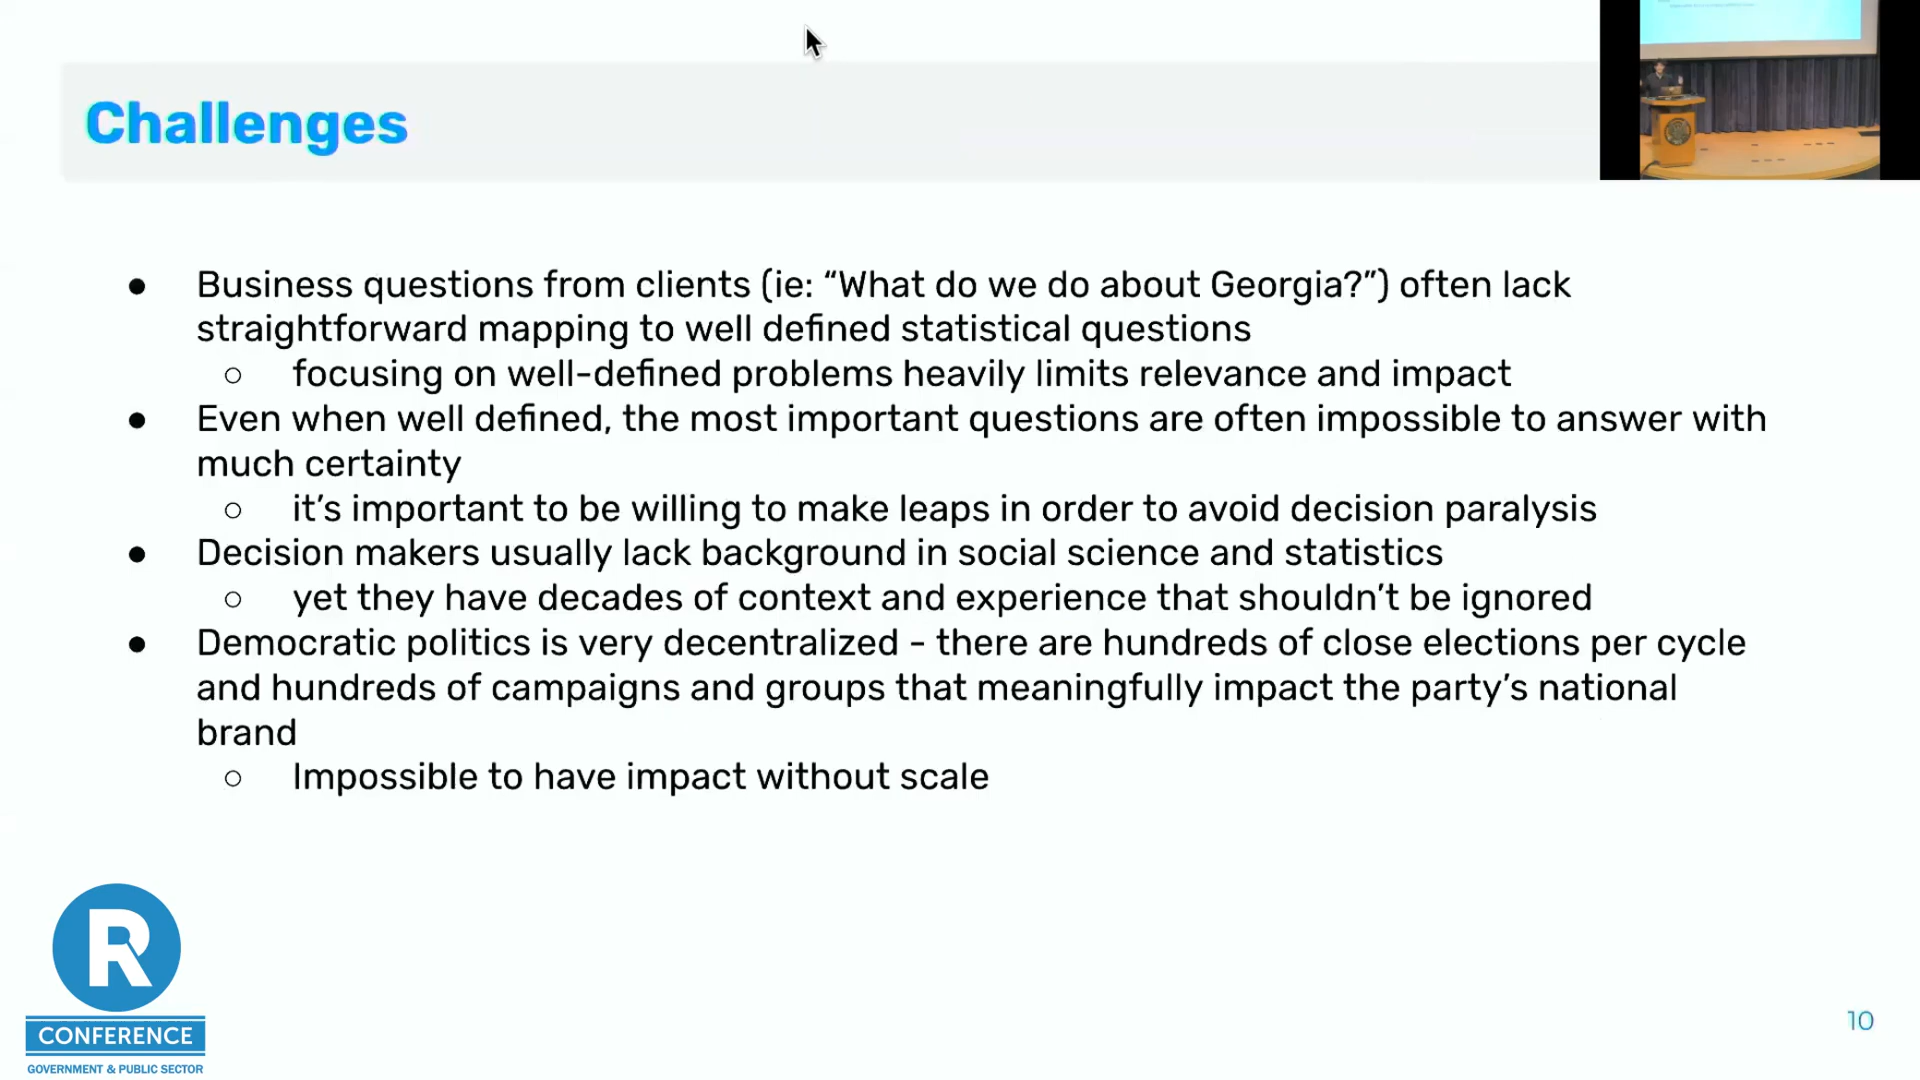 Challenges
● Business questions from clients (ie: “What do we do about Georgia?”) often lack
straightforward mapping to well defined statistical questions
○ focusing on well-defined problems heavily limits relevance and impact
● Even when well defined, the most important questions are often impossible to answer with
much certainty
○ it’s important to be willing to make leaps in order to avoid decision paralysis
● Decision makers usually lack background in social science and statistics
○ yet they have decades of context and experience that shouldn’t be ignored
● Democratic politics is very decentralized - there are hundreds of close elections per cycle
and hundreds of campaigns and groups that meaningfully impact the party’s national
brand
○ Impossible to have impact without scale
R
CONFERENCE
GOVERNMENT & PUBLIC SECTOR
10